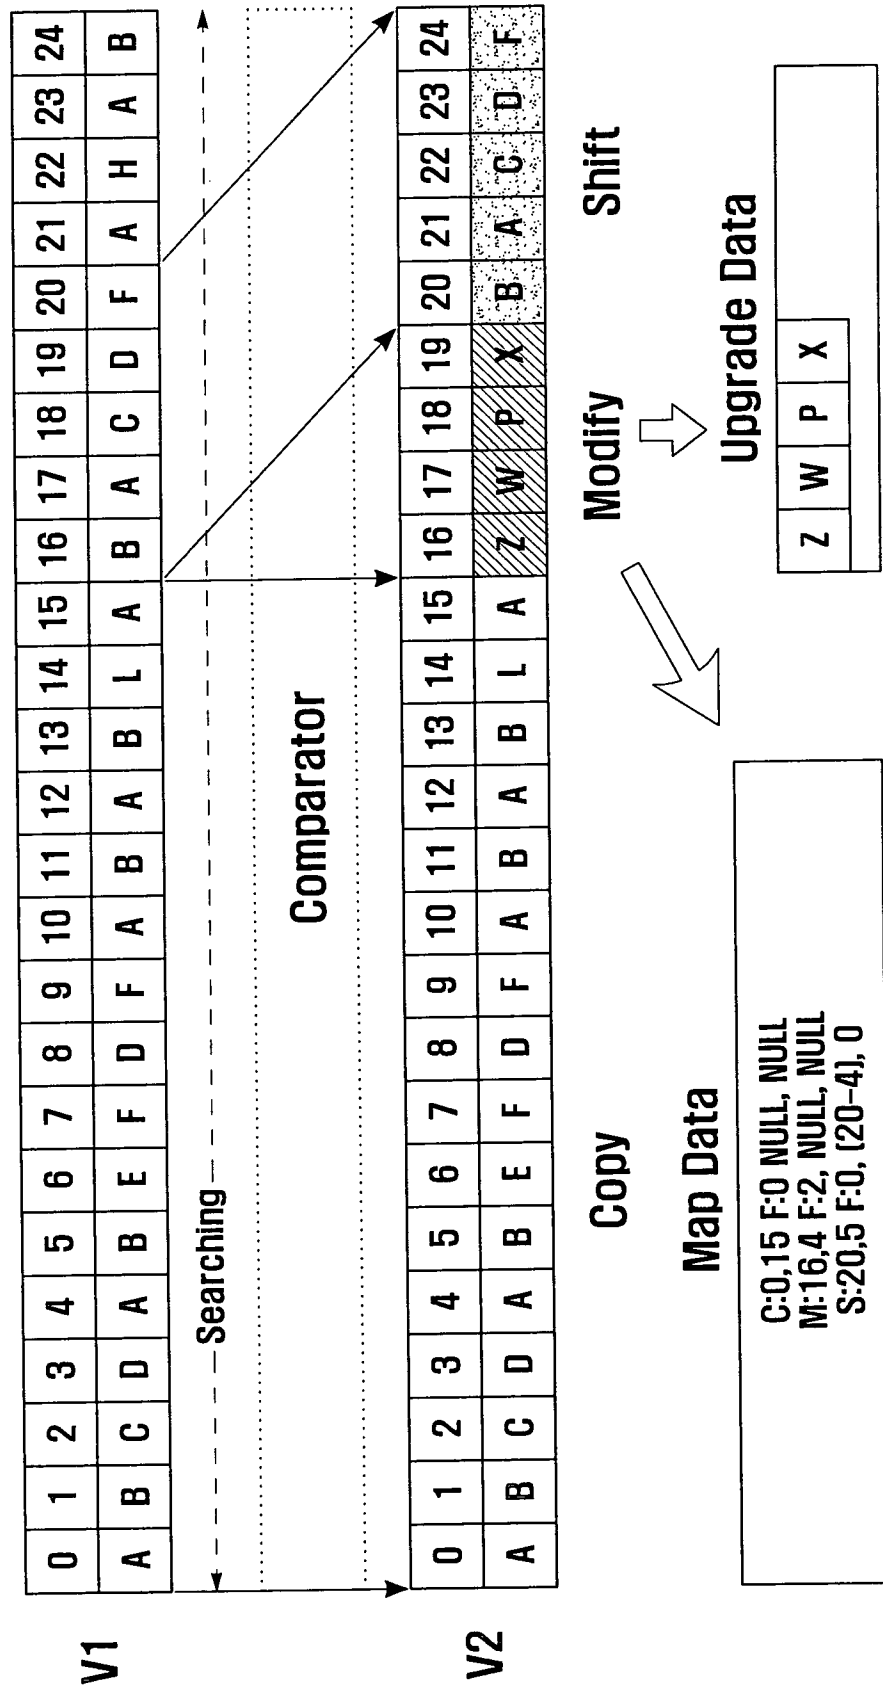 V1
0 1 2 3 4 5 6 7 8 9 10 11 12 13 14 15 16 17 18 19 20 21 22 23 24
A B C D A B E F D F A B A B L A B A C D F A H A B
Searching
Comparator
V2
0 1 2 3 4 5 6 7 8 9 10 11 12 13 14 15 16 17 18 19 20 21 22 23 24
A B C D A B E F D F A B A B L A Z W P X B A C D F
Copy
Modify
Shift
Map Data
C:0,15 F:0 NULL, NULL
M:16,4 F:2, NULL, NULL
S:20,5 F:0, (20-4), 0
Upgrade Data
Z W P X